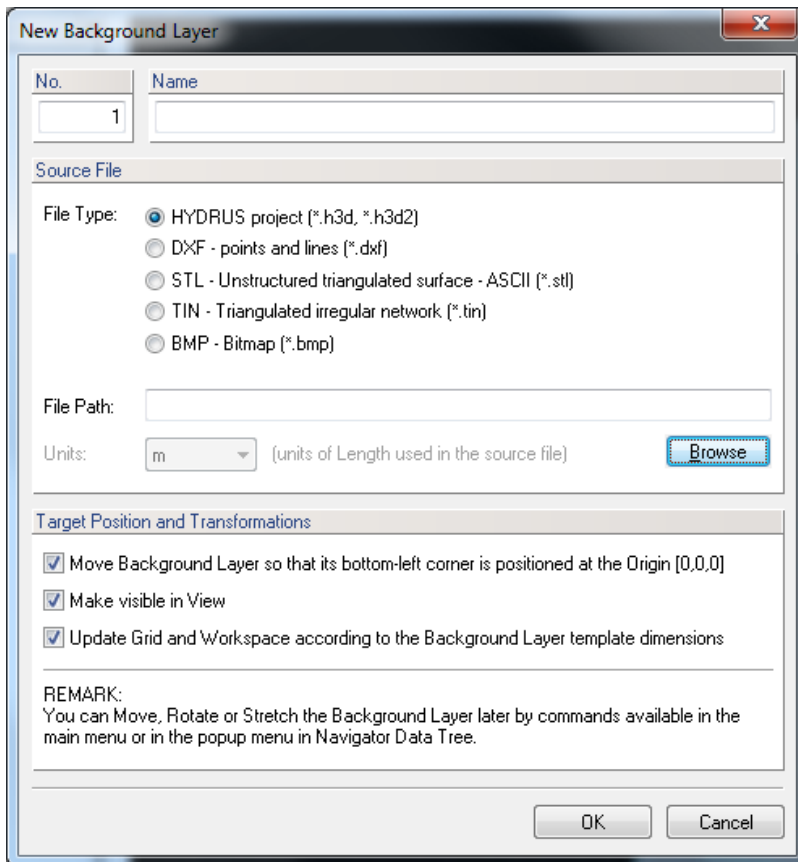 New Background Layer
No.
Name
1
Source File
File Type:
HYDRUS project (*.h3d, *.h3d2)
DXF - points and lines (*.dxf)
STL - Unstructured triangulated surface - ASCII (*.stl)
TIN - Triangulated irregular network (*.tin)
BMP - Bitmap (*.bmp)
File Path:
Units:
m
(units of Length used in the source file)
Browse
Target Position and Transformations
Move Background Layer so that its bottom-left corner is positioned at the Origin [0,0,0]
Make visible in View
Update Grid and Workspace according to the Background Layer template dimensions
REMARK:
You can Move, Rotate or Stretch the Background Layer later by commands available in the
main menu or in the popup menu in Navigator Data Tree.
OK
Cancel